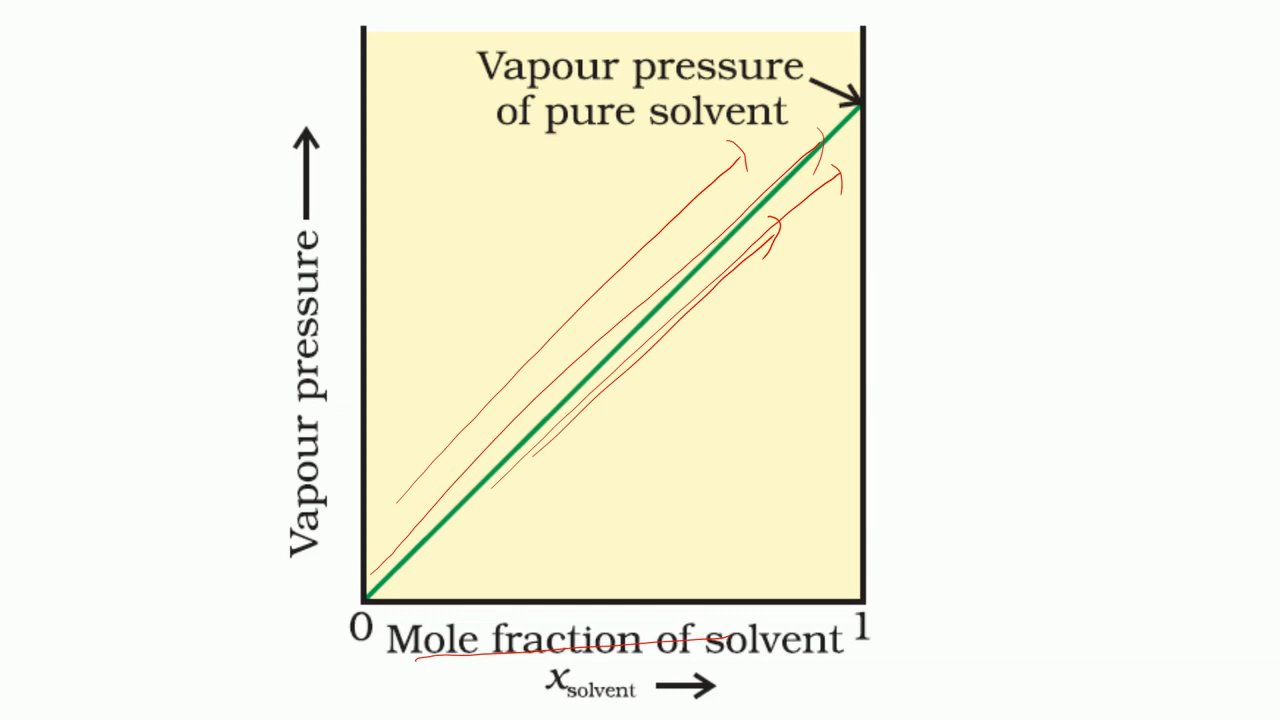 Vapour pressure
of pure solvent
Vapour pressure
0
Mole fraction of solvent
1
xsolvent